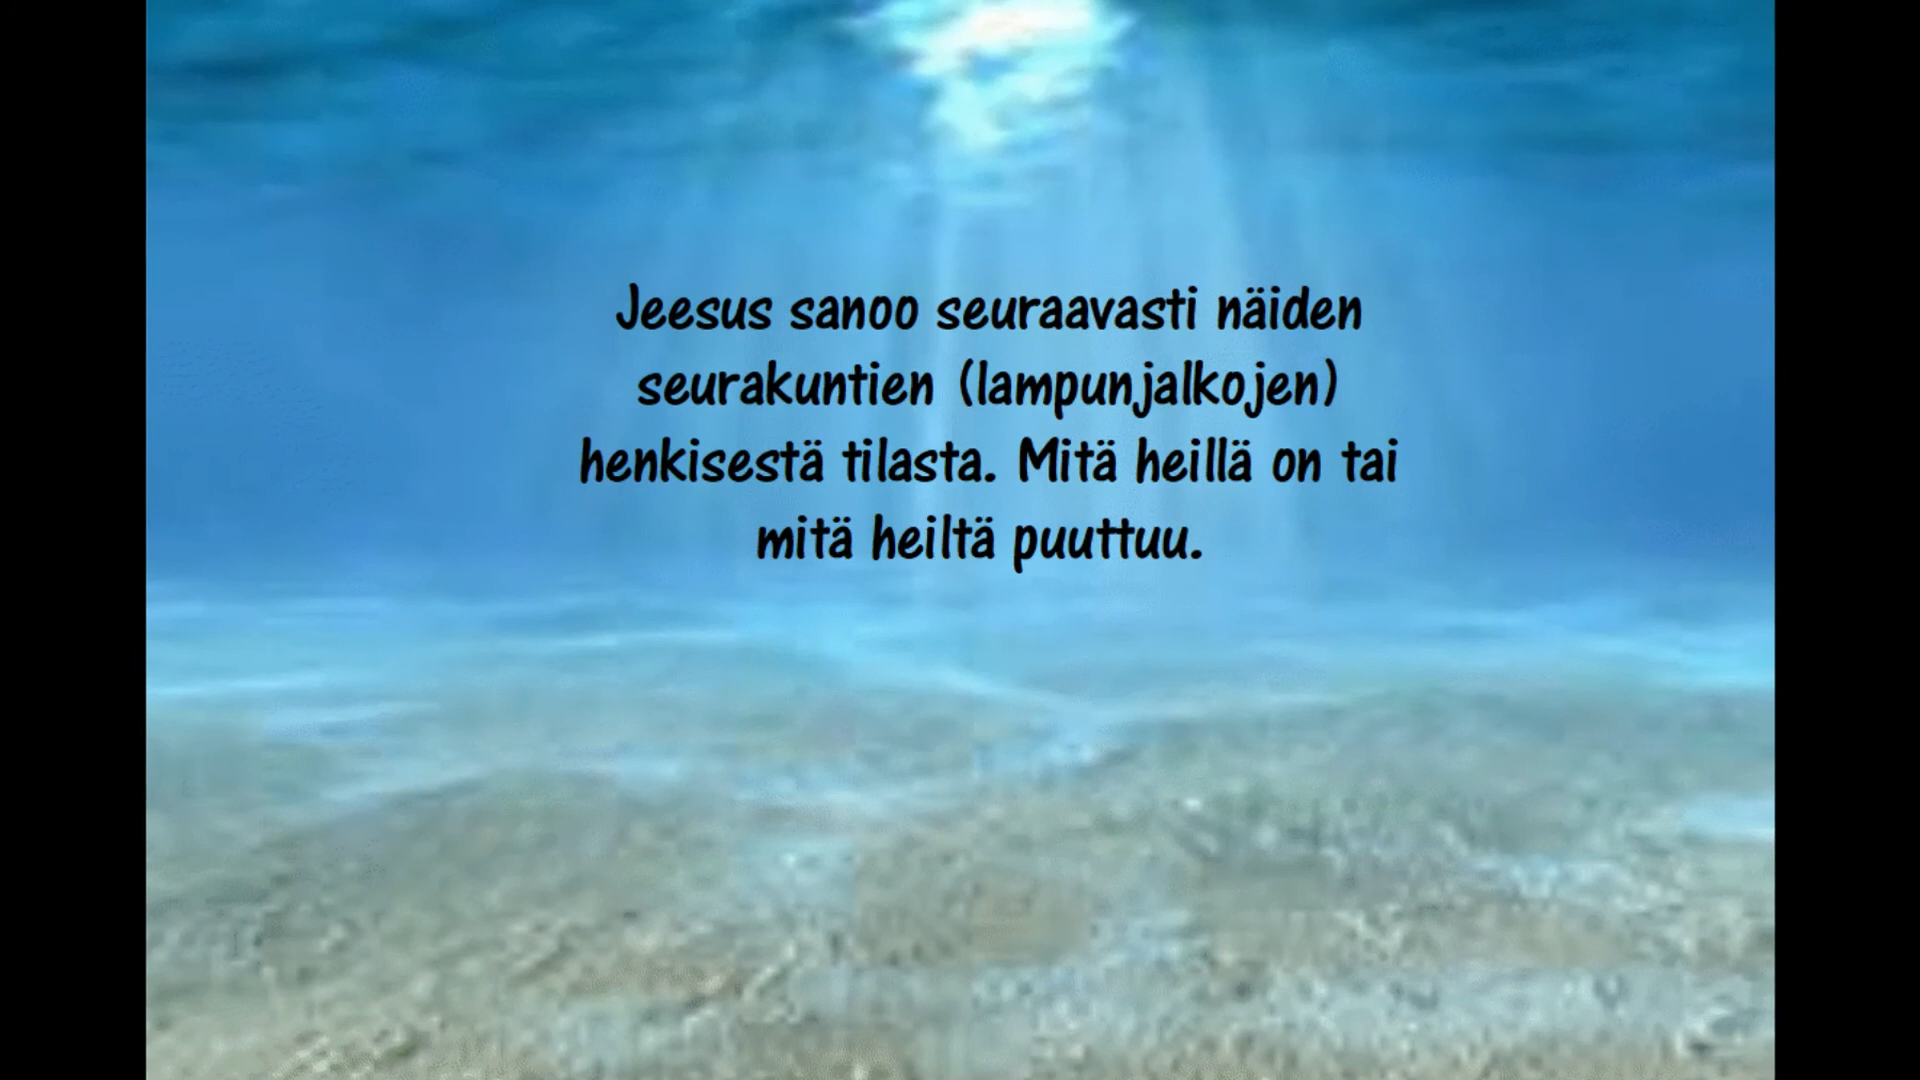 Jeesus sanoo seuraavasti näiden
seurakuntien (lampunjalkojen)
henkisestä tilasta. Mitä heillä on tai
mitä heiltä puuttuu.